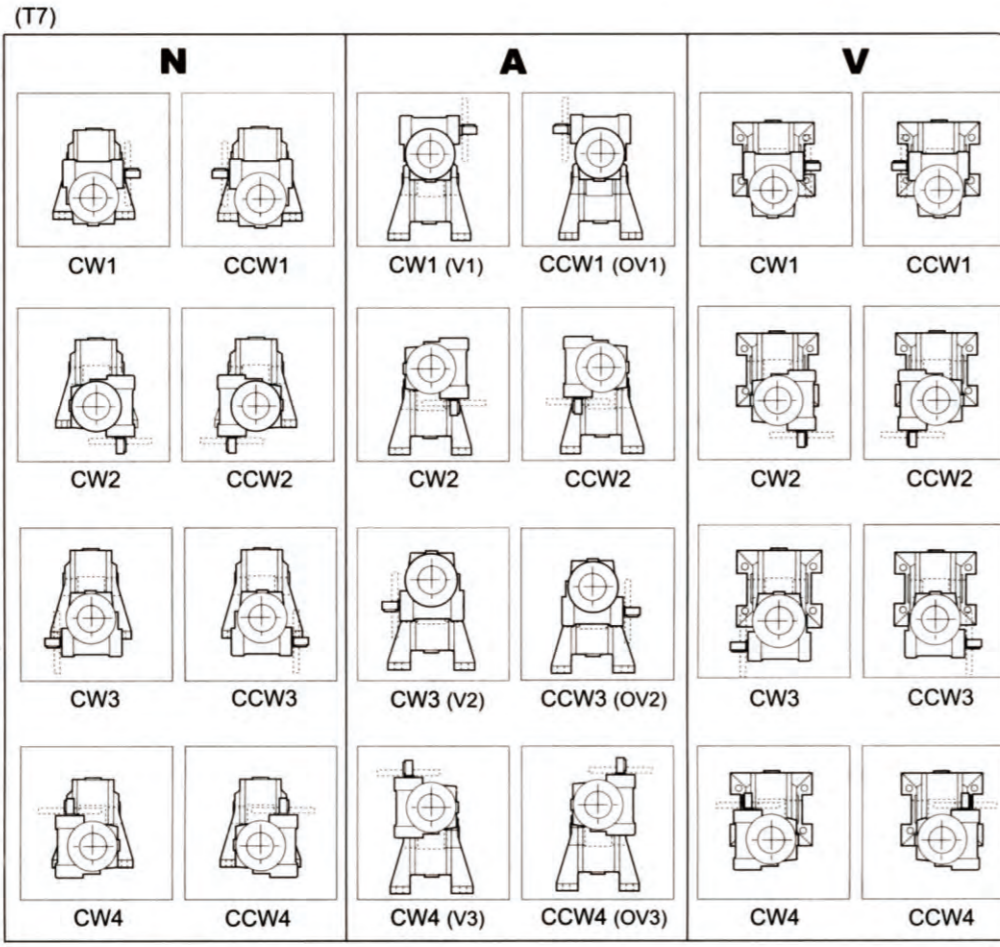 (T7)
N A V
CW1 CCW1 CW1 (V1) CCW1 (OV1) CW1 CCW1
CW2 CCW2 CW2 CCW2 CW2 CCW2
CW3 CCW3 CW3 (V2) CCW3 (OV2) CW3 CCW3
CW4 CCW4 CW4 (V3) CCW4 (OV3) CW4 CCW4